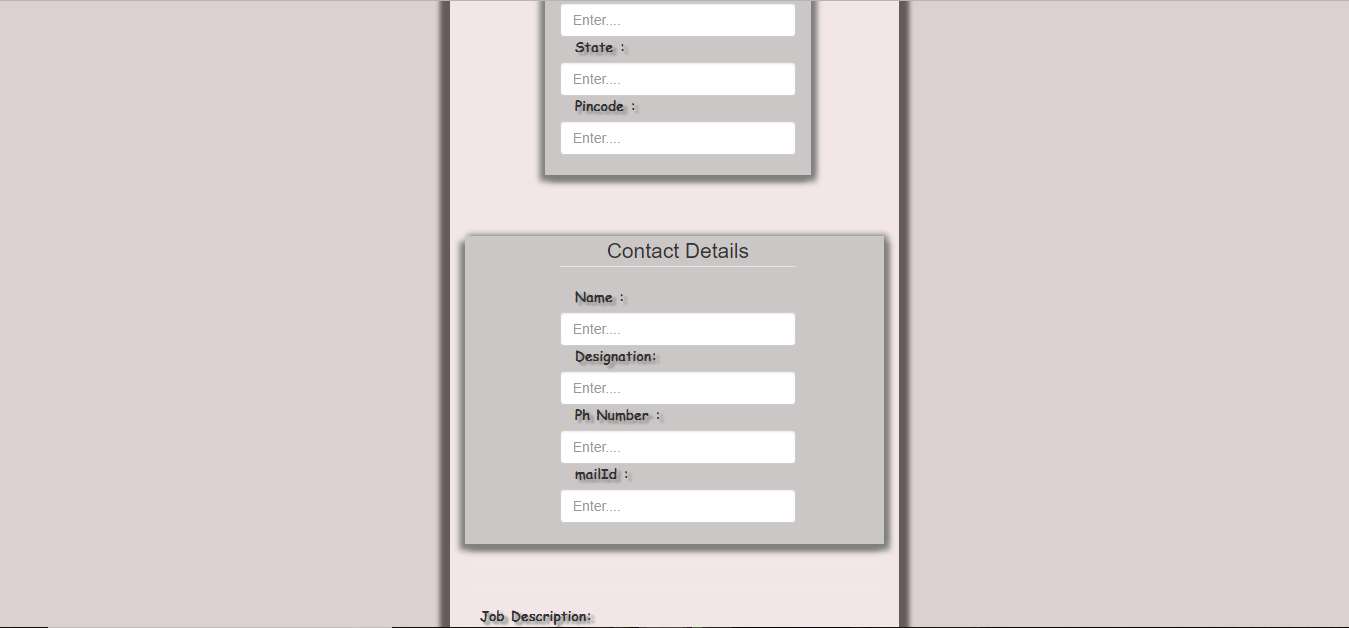 Enter....
State :
Enter....
Pincode :
Enter....
Contact Details
Name :
Enter....
Designation:
Enter....
Ph Number :
Enter....
mailId :
Enter....
Job Description: